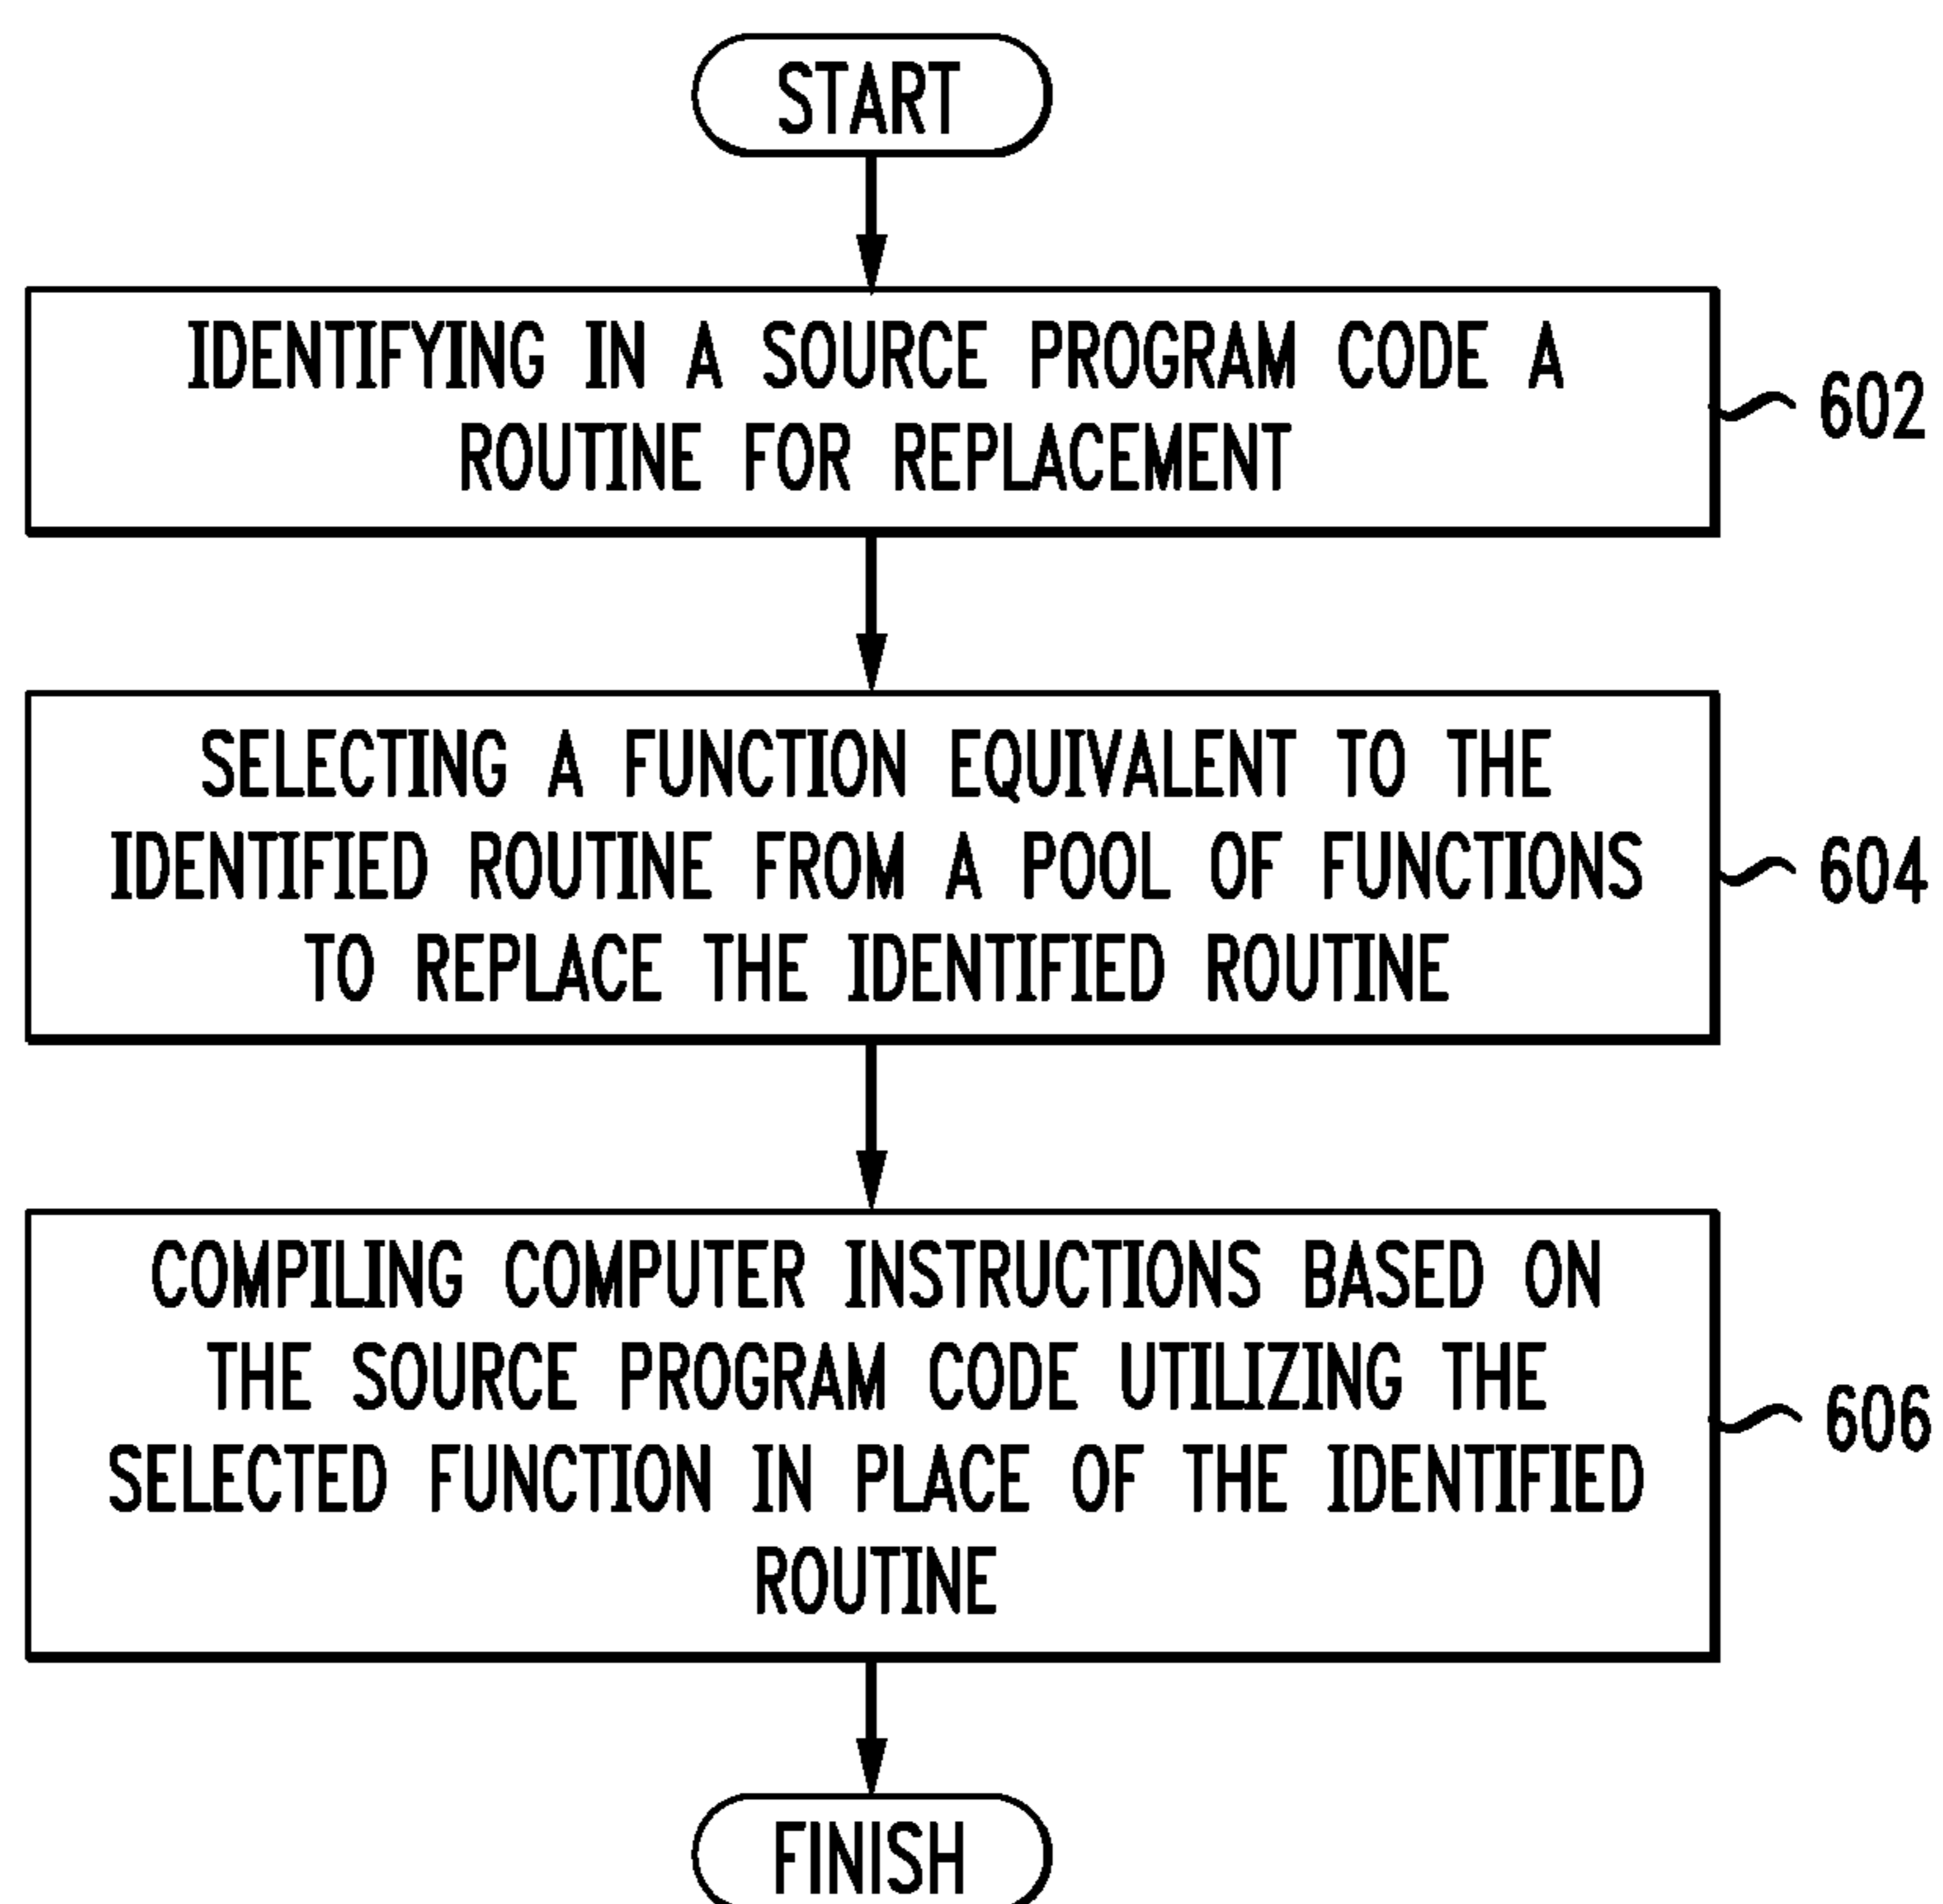 START
IDENTIFYING IN A SOURCE PROGRAM CODE A
ROUTINE FOR REPLACEMENT
602
SELECTING A FUNCTION EQUIVALENT TO THE
IDENTIFIED ROUTINE FROM A POOL OF FUNCTIONS
TO REPLACE THE IDENTIFIED ROUTINE
604
COMPILING COMPUTER INSTRUCTIONS BASED ON
THE SOURCE PROGRAM CODE UTILIZING THE
SELECTED FUNCTION IN PLACE OF THE IDENTIFIED
ROUTINE
606
FINISH